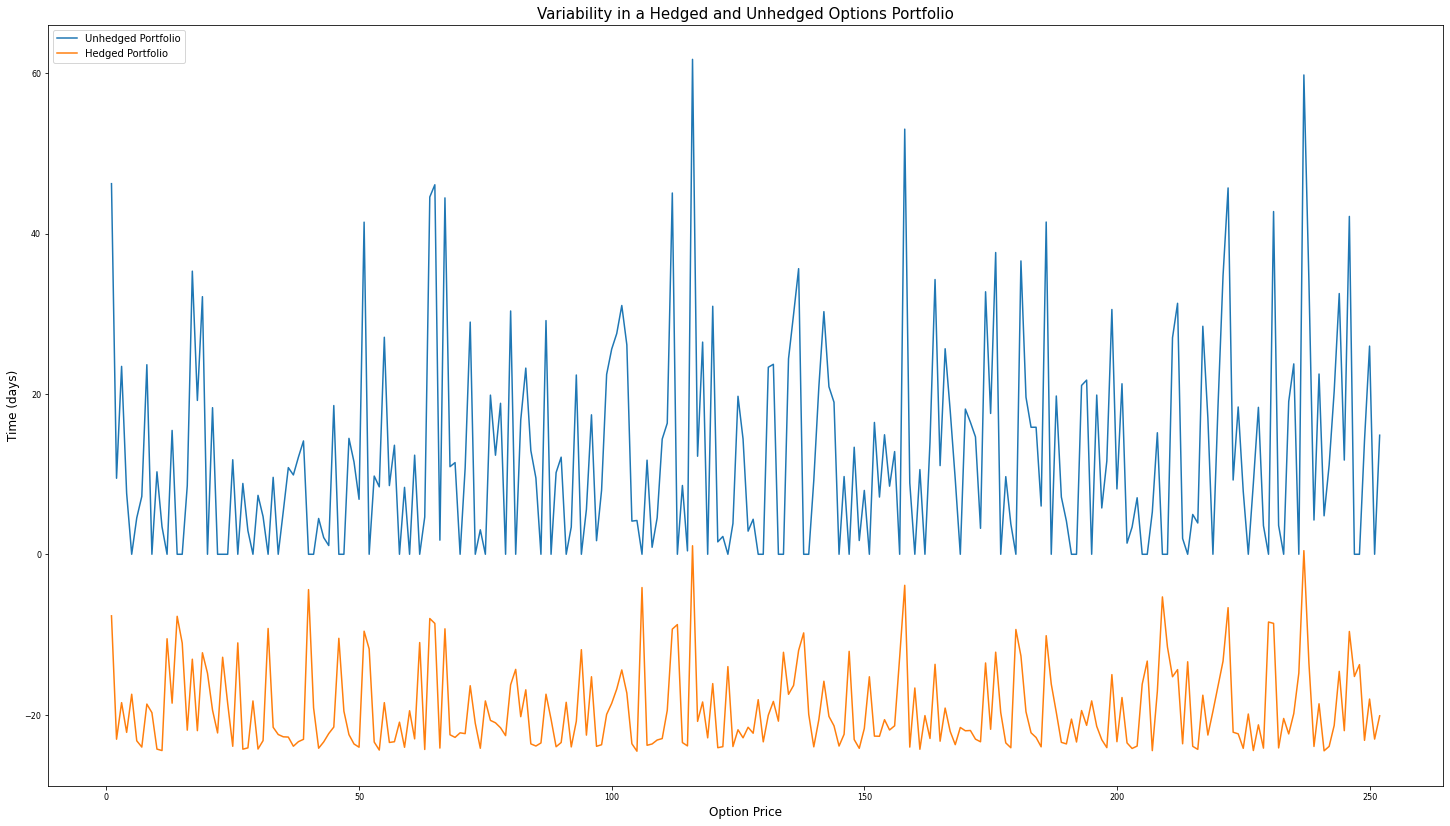 Variability in a Hedged and Unhedged Options Portfolio
Unhedged Portfolio
Hedged Portfolio
60
40
20
0
−20
Time (days)
0
50
100
150
200
250
Option Price